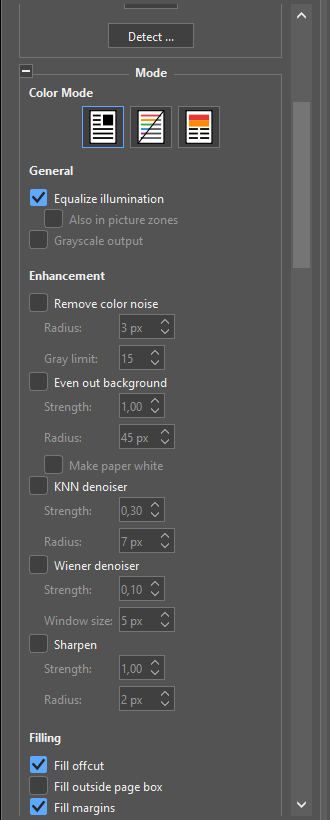 Detect ...
Mode
Color Mode
General
Equalize illumination
Also in picture zones
Grayscale output
Enhancement
Remove color noise
Radius: 3 px
Gray limit: 15
Even out background
Strength: 1,00
Radius: 45 px
Make paper white
KNN denoiser
Strength: 0,30
Radius: 7 px
Wiener denoiser
Strength: 0,10
Window size: 5 px
Sharpen
Strength: 1,00
Radius: 2 px
Filling
Fill offcut
Fill outside page box
Fill margins